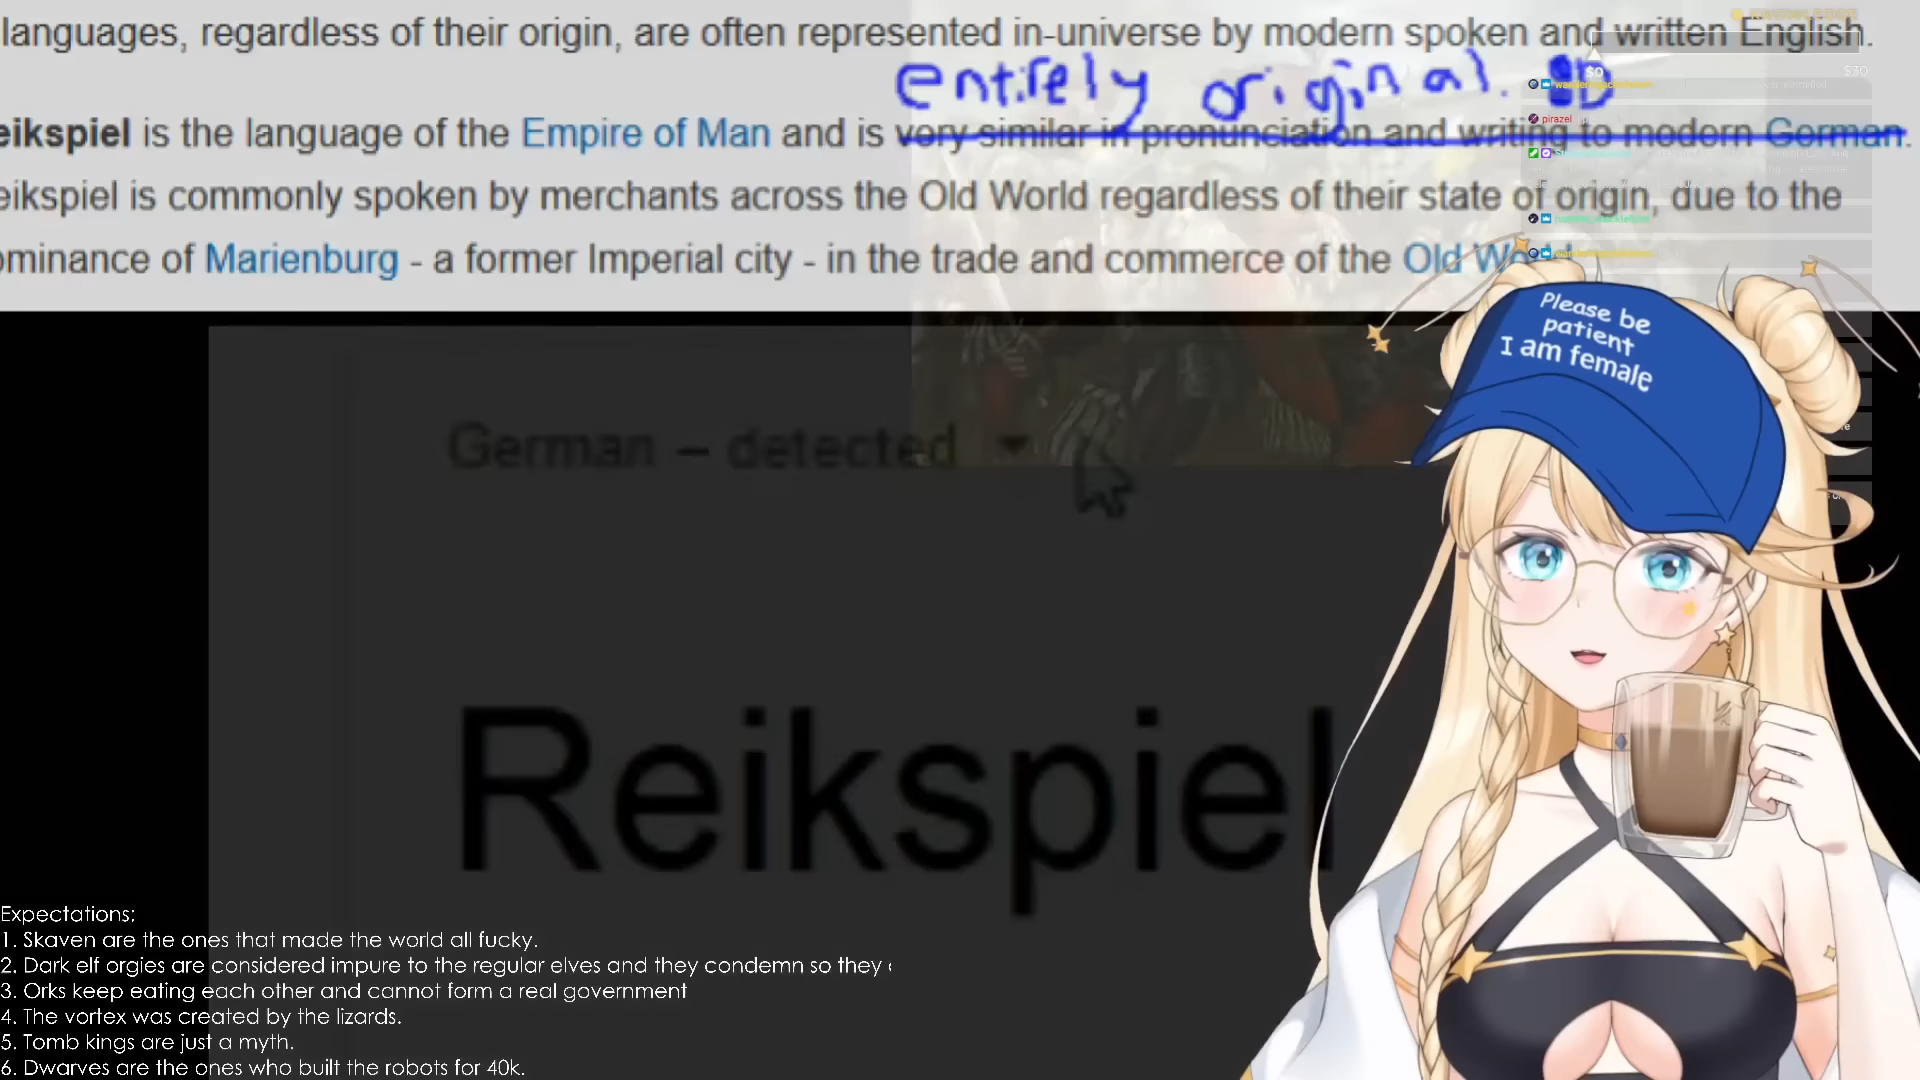 languages, regardless of their origin, are often represented in-universe by modern spoken and written English.
entirely original.
eikspiel is the language of the Empire of Man and is very similar in pronunciation and writing to modern German.
eikspiel is commonly spoken by merchants across the Old World regardless of their state of origin, due to the
ominance of Marienburg - a former Imperial city - in the trade and commerce of the Old
$0
$30
pirazel
Please be
patient
I am female
German – detected
Reikspiel
Expectations:
1. Skaven are the ones that made the world all fucky.
2. Dark elf orgies are considered impure to the regular elves and they condemn so they
3. Orks keep eating each other and cannot form a real government
4. The vortex was created by the lizards.
5. Tomb kings are just a myth.
6. Dwarves are the ones who built the robots for 40k.